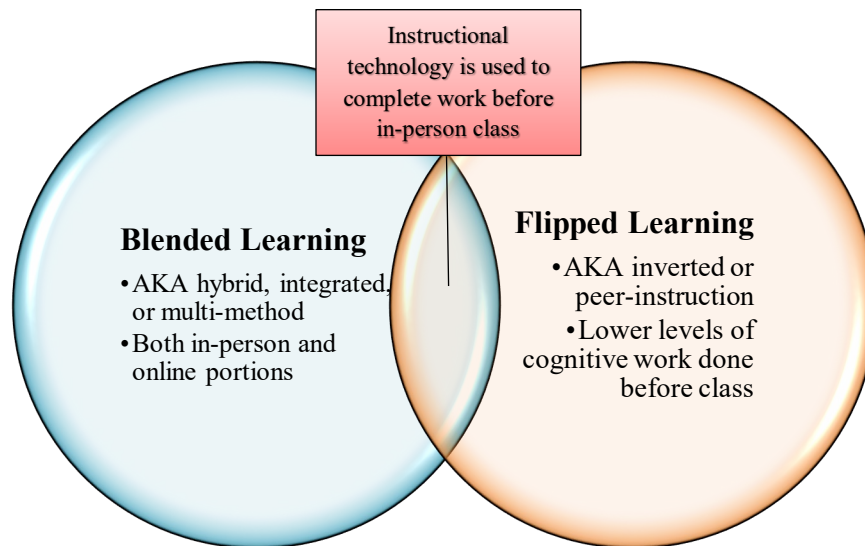 Instructional
technology is used to
complete work before
in-person class
Blended Learning
•AKA hybrid, integrated,
or multi-method
•Both in-person and
online portions
Flipped Learning
•AKA inverted or
peer-instruction
•Lower levels of
cognitive work done
before class